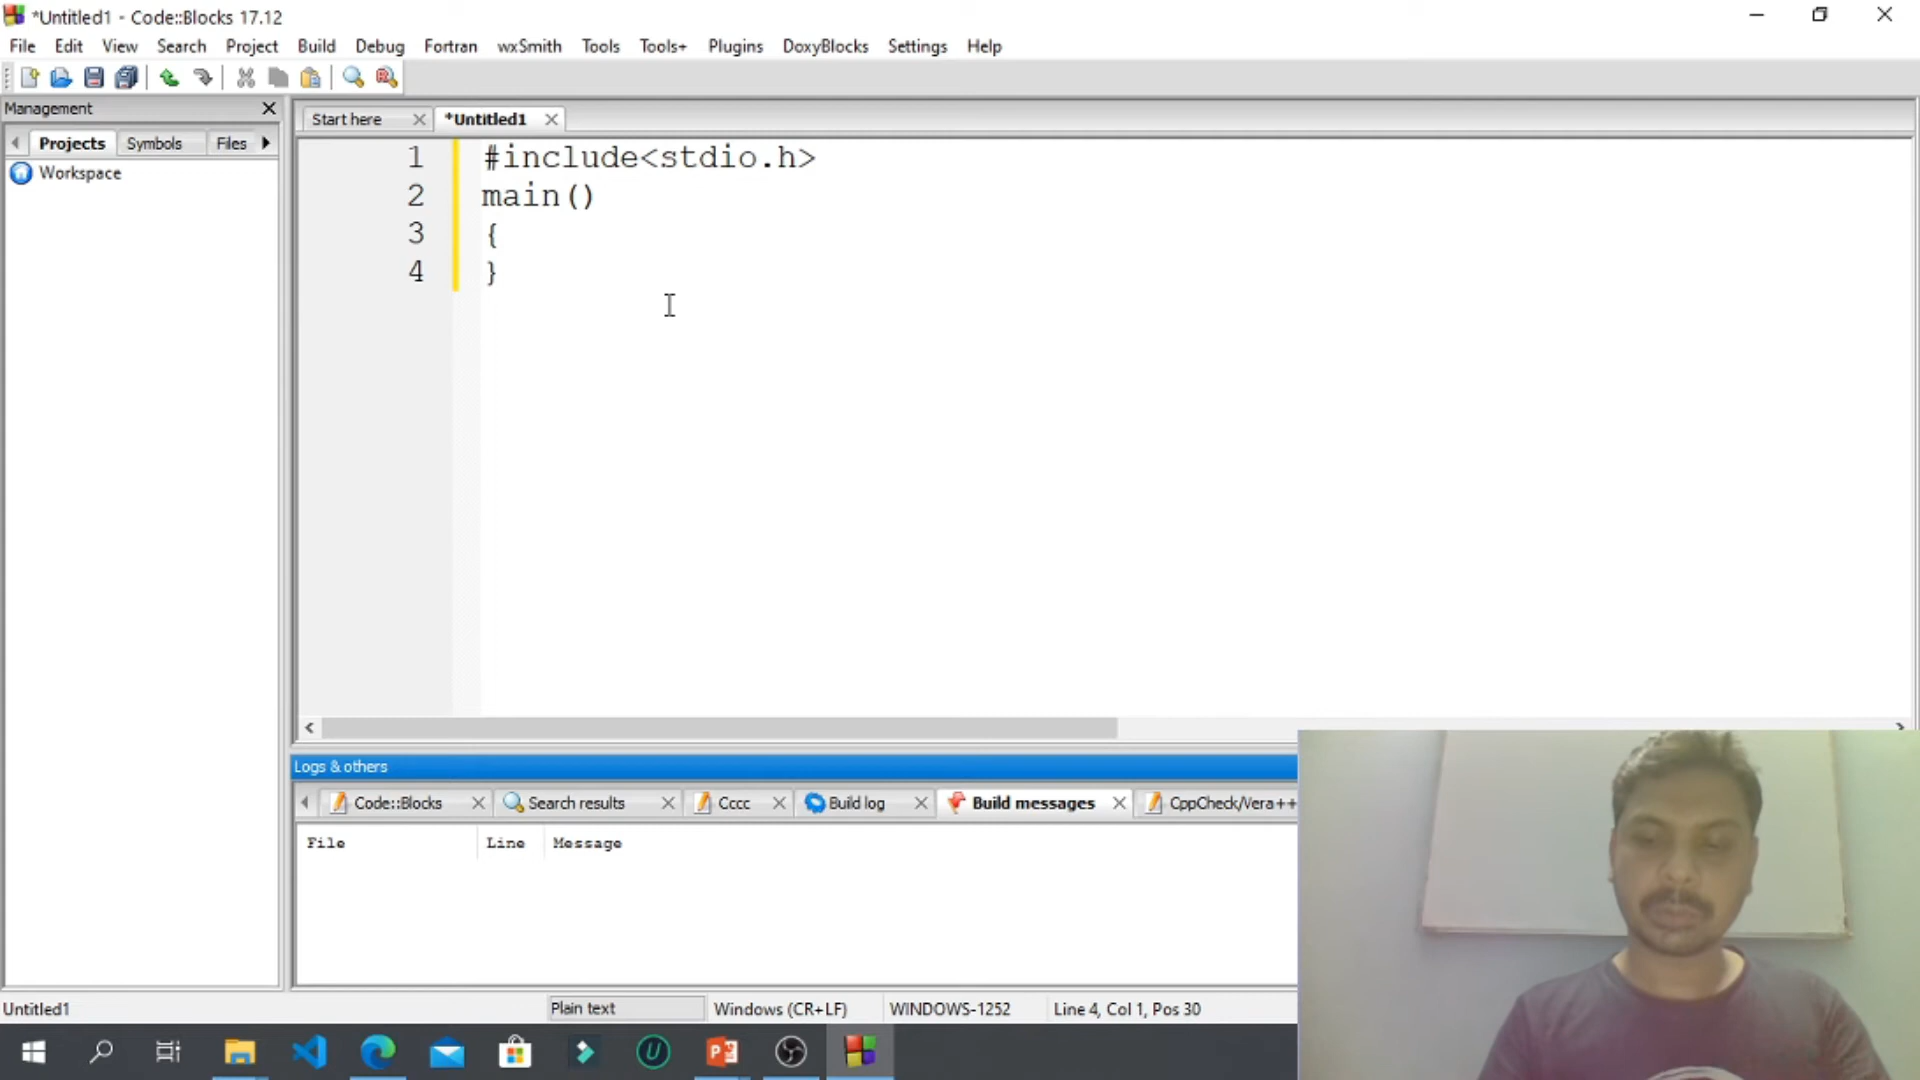 *Untitled1 - Code::Blocks 17.12
File Edit View Search Project Build Debug Fortran wxSmith Tools Tools+ Plugins DoxyBlocks Settings Help
Management
Projects Symbols Files
Workspace
Start here *Untitled1
1 #include<stdio.h>
2 main()
3 {
4 }
Logs & others
Code::Blocks Search results Cccc Build log Build messages CppCheck/Vera++
File Line Message
Untitled1 Plain text Windows (CR+LF) WINDOWS-1252 Line 4, Col 1, Pos 30